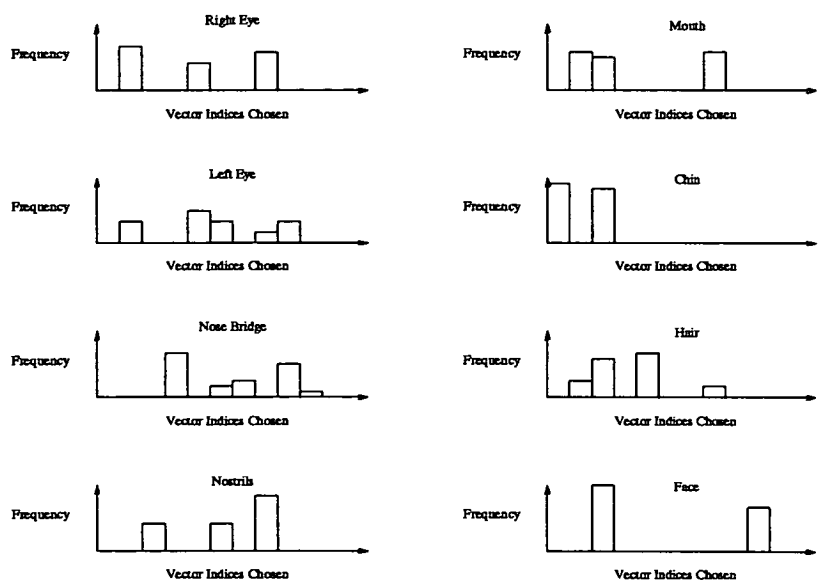 Right Eye
Frequency
Vector Indices Chosen
Mouth
Frequency
Vector Indices Chosen
Left Eye
Frequency
Vector Indices Chosen
Chin
Frequency
Vector Indices Chosen
Nose Bridge
Frequency
Vector Indices Chosen
Hair
Frequency
Vector Indices Chosen
Nostrils
Frequency
Vector Indices Chosen
Face
Frequency
Vector Indices Chosen